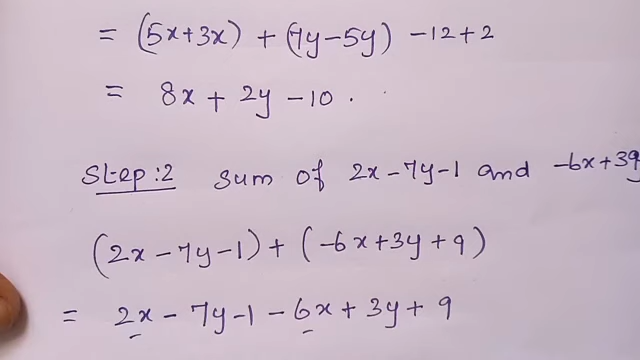 = (5x+3x) + (7y-5y) -12+2
= 8x + 2y - 10 .
Step:2 Sum of 2x-7y-1 and -6x+3y
(2x-7y-1)+(-6x+3y+9)
= 2x-7y-1-6x+3y+9